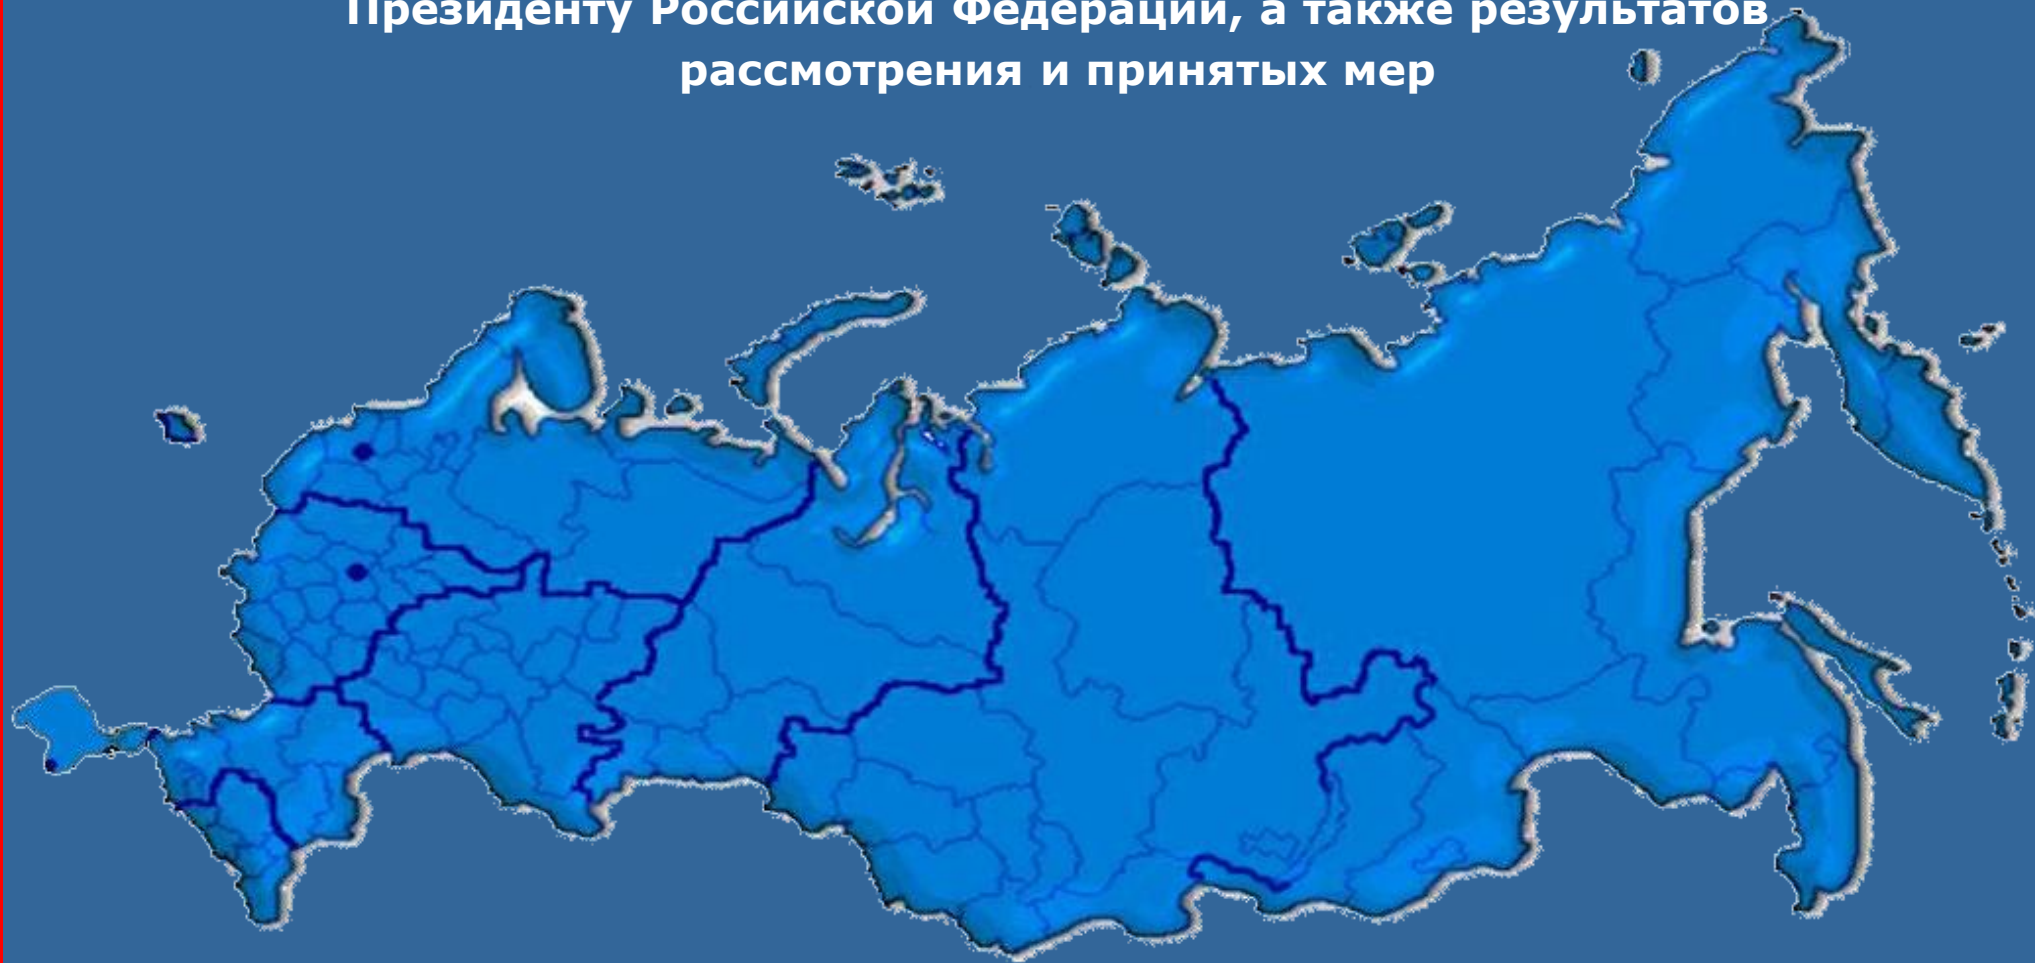 Президенту Российской Федерации, а также результатов
рассмотрения и принятых мер